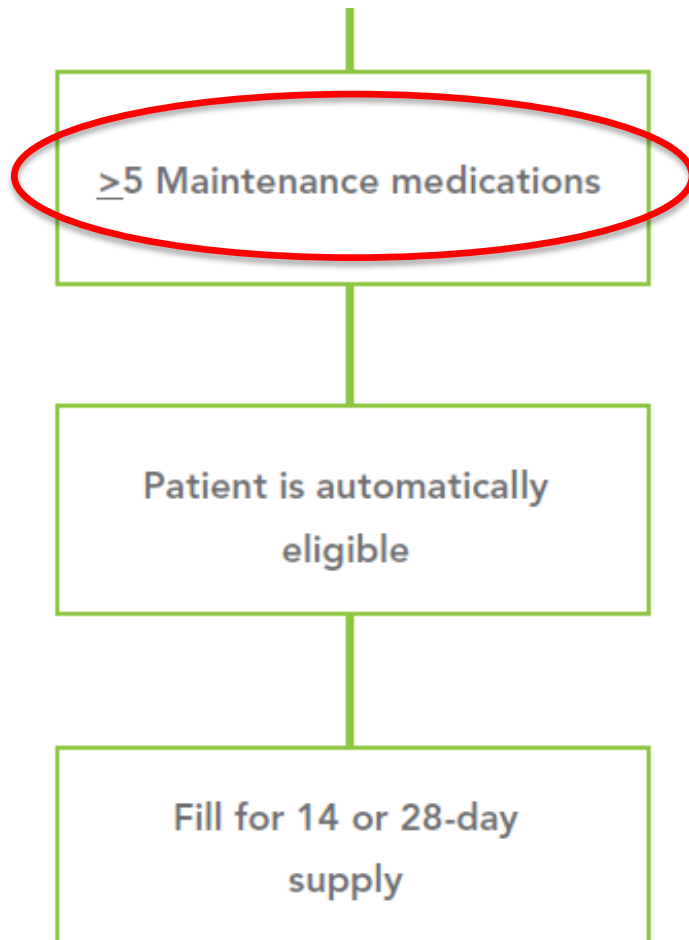 >5 Maintenance medications
Patient is automatically
eligible
Fill for 14 or 28-day
supply